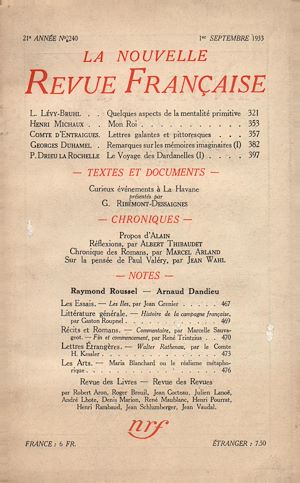 21e ANNÉE No 240 1er SEPTEMBRE 1933
LA NOUVELLE
REVUE FRANÇAISE
L. LÉVY-BRUHL . . Quelques aspects de la mentalité primitive 321
HENRI MICHAUX . . Mon Roi . . . . . 353
COMTE D'ENTRAIGUES. Lettres galantes et pittoresques . . . 357
GEORGES DUHAMEL . Remarques sur les mémoires imaginaires (I) 382
P. DRIEU LA ROCHELLE . Le Voyage des Dardanelles (I) . . . 397
— TEXTES ET DOCUMENTS —
Curieux événements à La Havane
présentés par
G. RIBEMONT-DESSAIGNES
— CHRONIQUES —
Propos d'ALAIN
Réflexions, par ALBERT THIBAUDET
Chronique des Romans, par MARCEL ARLAND
Sur la pensée de Paul Valéry, par JEAN WAHL
— NOTES —
Raymond Roussel — Arnaud Dandieu
Les Essais. — Les Iles, par Jean Grenier . . . . 467
Littérature générale. — Histoire de la campagne française,
par Gaston Roupnel . . . . 469
Récits et Romans. — Commentaire, par Marcelle Sauva-
geot. — Fin et commencement, par René Trintzius . . 470
Lettres Étrangères. — Walter Rathenau, par le Comte
H. Kessler . . . . 473
Les Arts. — Maria Blanchard ou le réalisme métapho-
rique . . . . 476
Revue des Livres — Revue des Revues
par Robert Aron, Roger Breuil, Jean Cocteau, Julien Lanoë,
André Lhote, Denis Marion, René Maublanc, Henri Pourrat,
Henri Rambaud, Jean Schlumberger, Jean Vaudal.
nrf
FRANCE : 6 FR. ÉTRANGER : 7.50